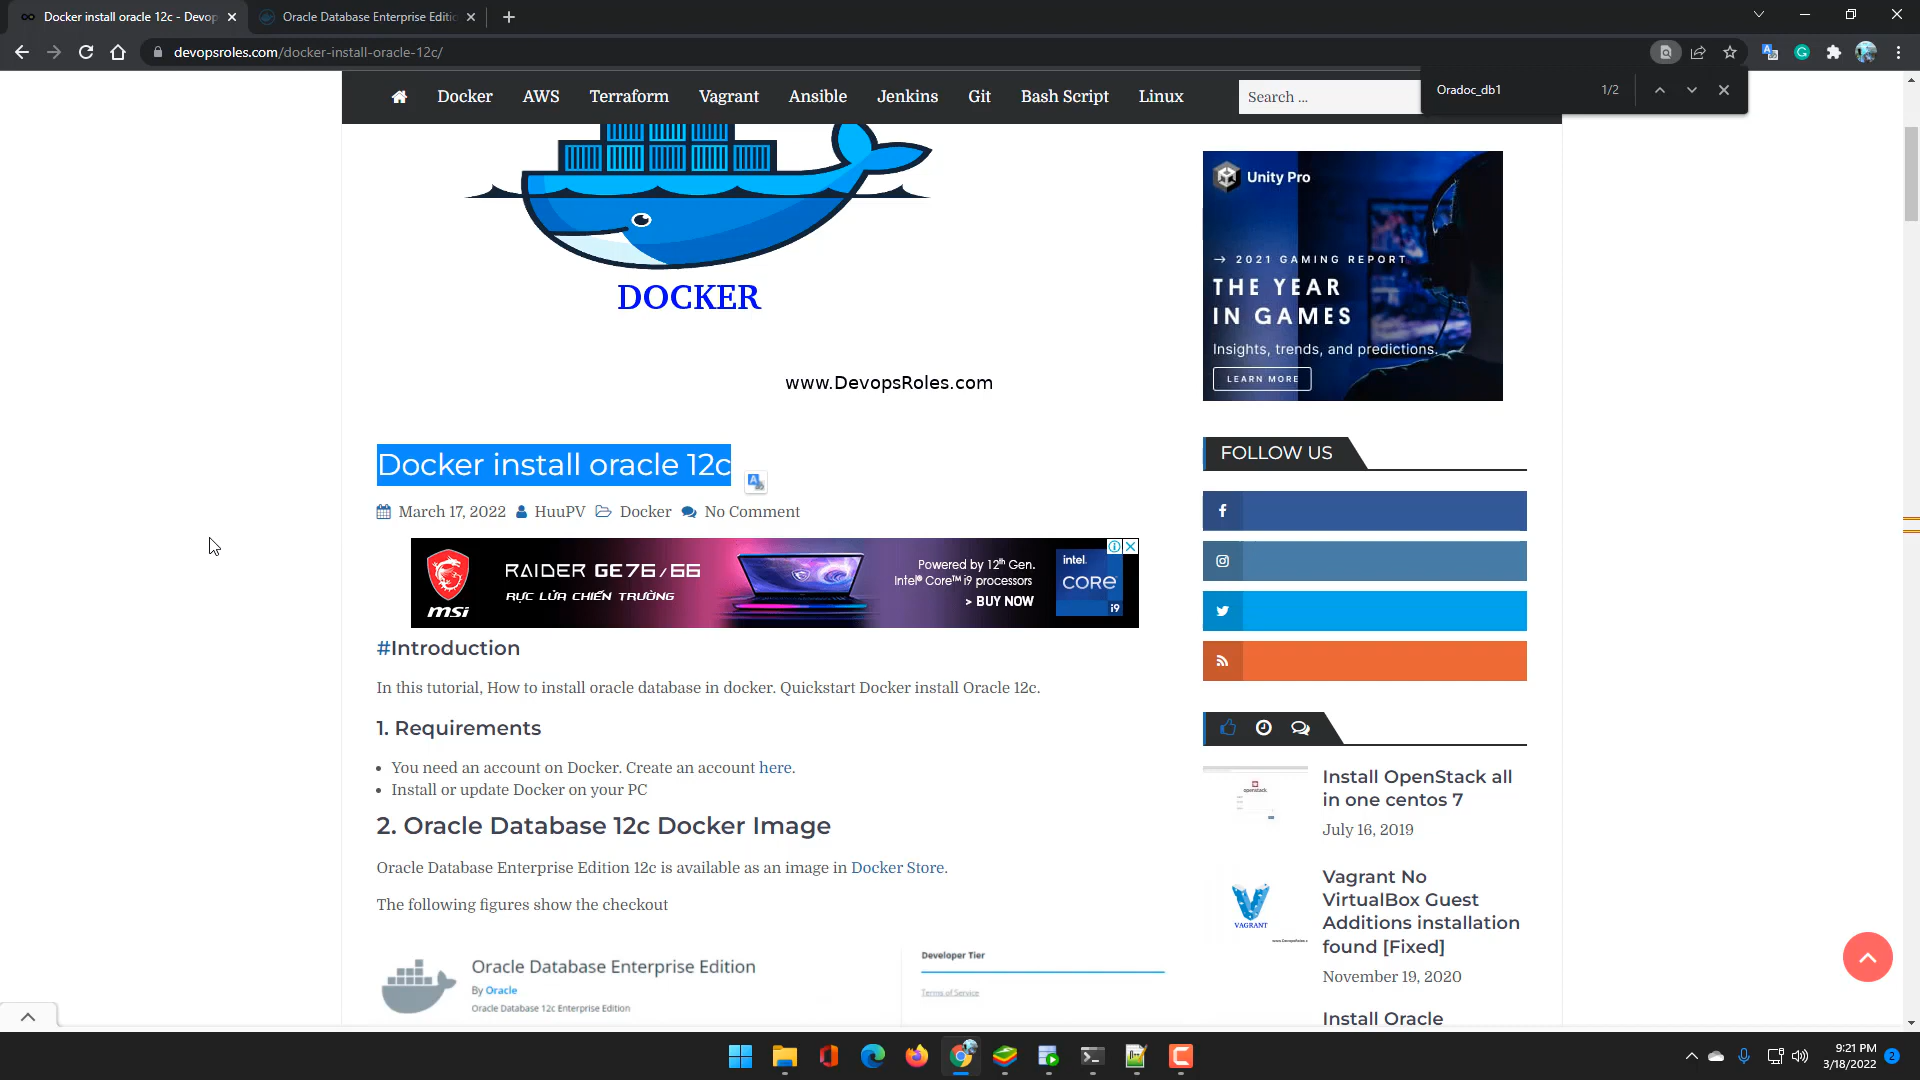 Docker install oracle 12c - Devop
Oracle Database Enterprise Editio
devopsroles.com/docker-install-oracle-12c/
Oradoc_db1
1/2
Docker
AWS
Terraform
Vagrant
Ansible
Jenkins
Git
Bash Script
Linux
Search ...
DOCKER
www.DevopsRoles.com
Unity Pro
→ 2021 GAMING REPORT
THE YEAR
IN GAMES
Insights, trends, and predictions.
LEARN MORE
Docker install oracle 12c
March 17, 2022 HuuPV Docker No Comment
msi
RAIDER GE76/66
RỰC LỬA CHIẾN TRƯỜNG
Powered by 12th Gen.
Intel® Core™ i9 processors
> BUY NOW
intel.
CORE
i9
#Introduction
In this tutorial, How to install oracle database in docker. Quickstart Docker install Oracle 12c.
1. Requirements
• You need an account on Docker. Create an account here.
• Install or update Docker on your PC
2. Oracle Database 12c Docker Image
Oracle Database Enterprise Edition 12c is available as an image in Docker Store.
The following figures show the checkout
Oracle Database Enterprise Edition
By Oracle
Oracle Database 12c Enterprise Edition
Developer Tier
Terms of Service
FOLLOW US
Install OpenStack all
in one centos 7
July 16, 2019
openstack
Vagrant No
VirtualBox Guest
Additions installation
found [Fixed]
November 19, 2020
VAGRANT
Install Oracle
9:21 PM
3/18/2022
2